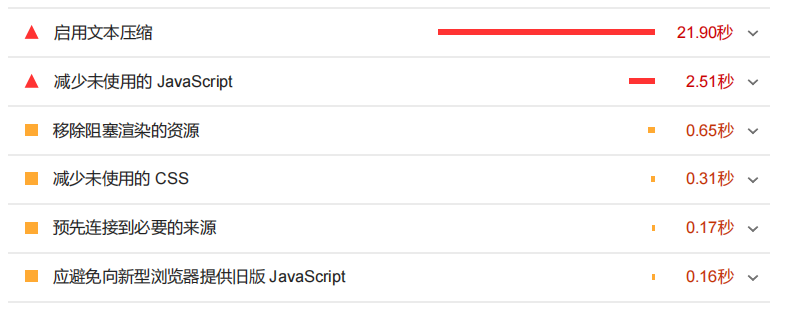 启用文本压缩 21.90秒
减少未使用的 JavaScript 2.51秒
移除阻塞渲染的资源 0.65秒
减少未使用的 CSS 0.31秒
预先连接到必要的来源 0.17秒
应避免向新型浏览器提供旧版 JavaScript 0.16秒